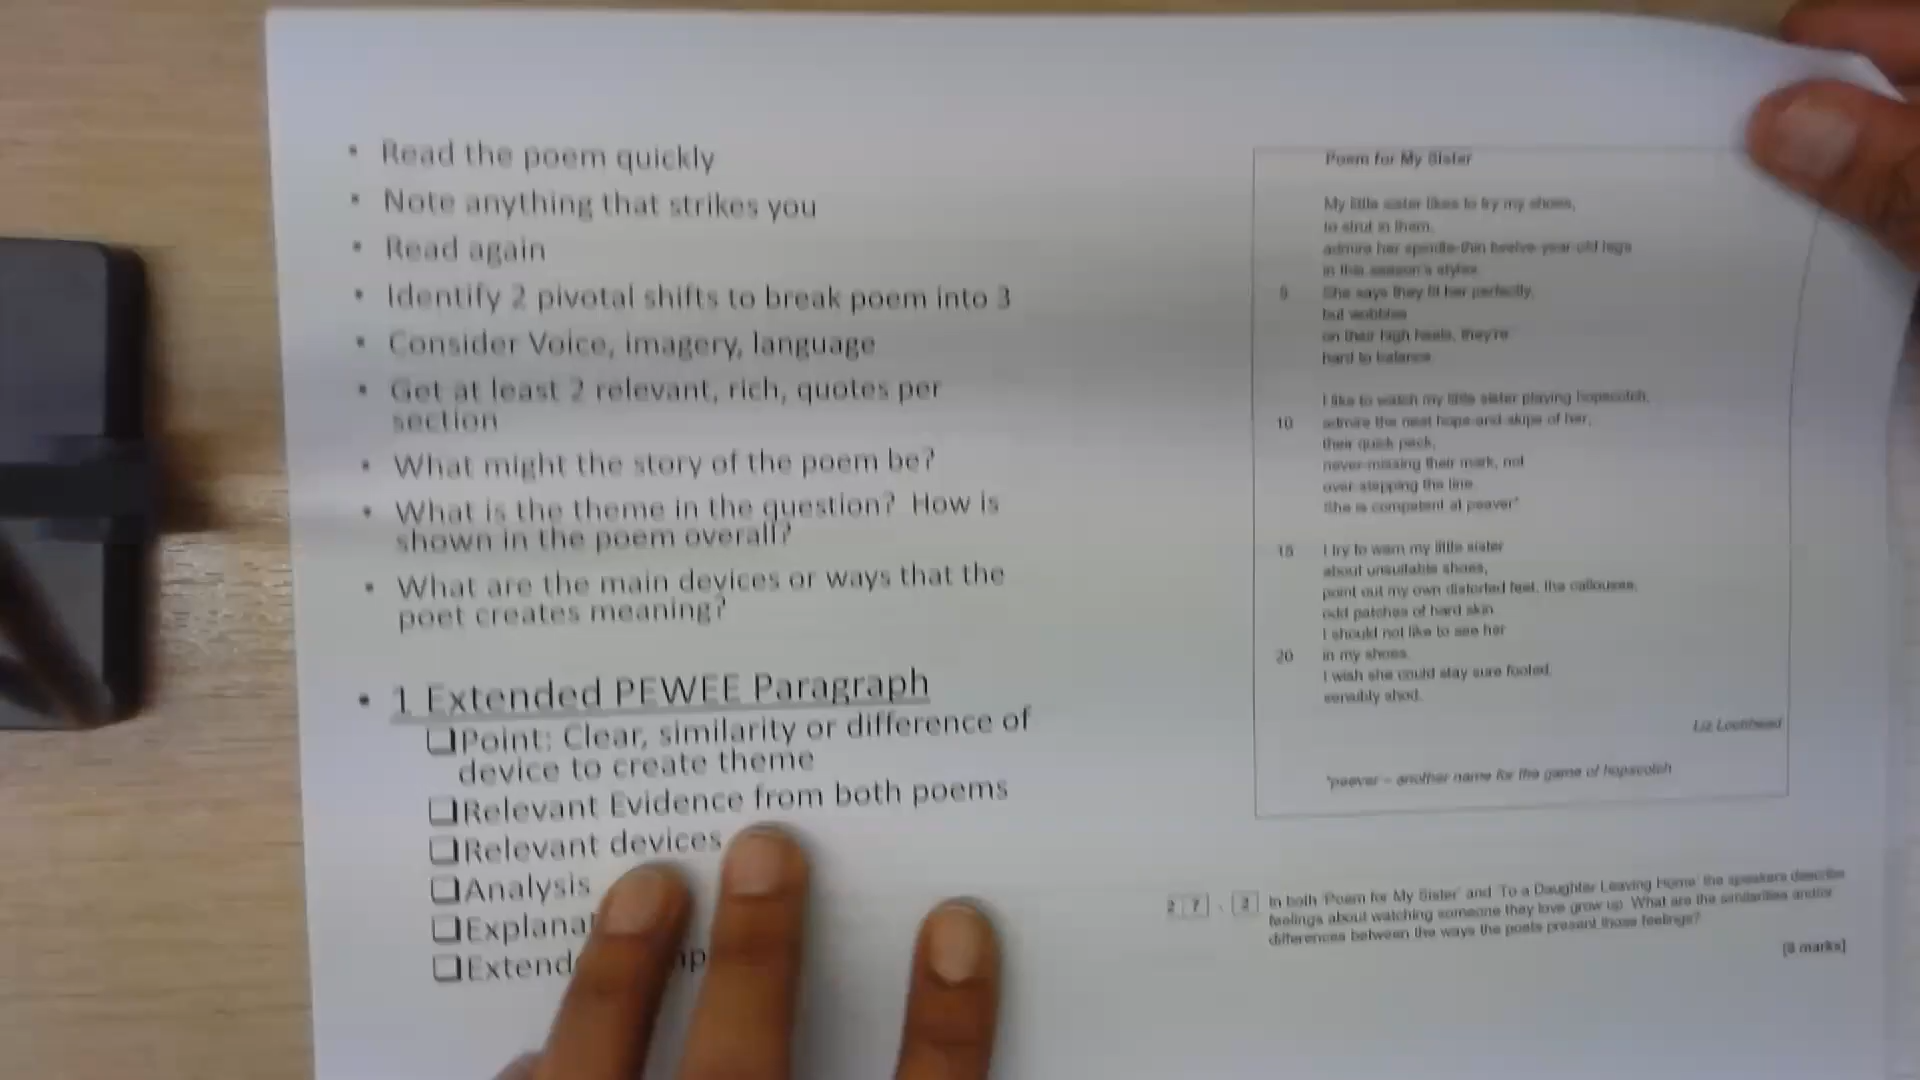 • Read the poem quickly
• Note anything that strikes you
• Read again
• Identify 2 pivotal shifts to break poem into 3
• Consider Voice, imagery, language
• Get at least 2 relevant, rich, quotes per
section
• What might the story of the poem be?
• What is the theme in the question? How is
shown in the poem overall?
• What are the main devices or ways that the
poet creates meaning?
• 1 Extended PEWEE Paragraph
❑Point: Clear, similarity or difference of
device to create theme
❑Relevant Evidence from both poems
❑Relevant devices
❑Analysis
❑Explanat
❑Extend
Poem for My Sister
My little sister likes to try my shoes,
to strut in them,
admire her spindle-thin twelve-year-old legs
in this season's styles.
5 She says they fit her perfectly,
but wobbles
on their high heels, they're
hard to balance.
I like to watch my little sister playing hopscotch,
10 admire the neat hops-and-skips of her,
their quick peck,
never-missing their mark, not
over-stepping the line.
She is competent at peever*
15 I try to warn my little sister
about unsuitable shoes,
point out my own distorted feet, the callouses,
odd patches of hard skin.
I should not like to see her
20 in my shoes.
I wish she could stay sure footed,
sensibly shod.
Liz Lochhead
*peever – another name for the game of hopscotch
2 7 . 2 In both 'Poem for My Sister' and 'To a Daughter Leaving Home' the speakers describe
feelings about watching someone they love grow up. What are the similarities and/or
differences between the ways the poets present those feelings?
[8 marks]